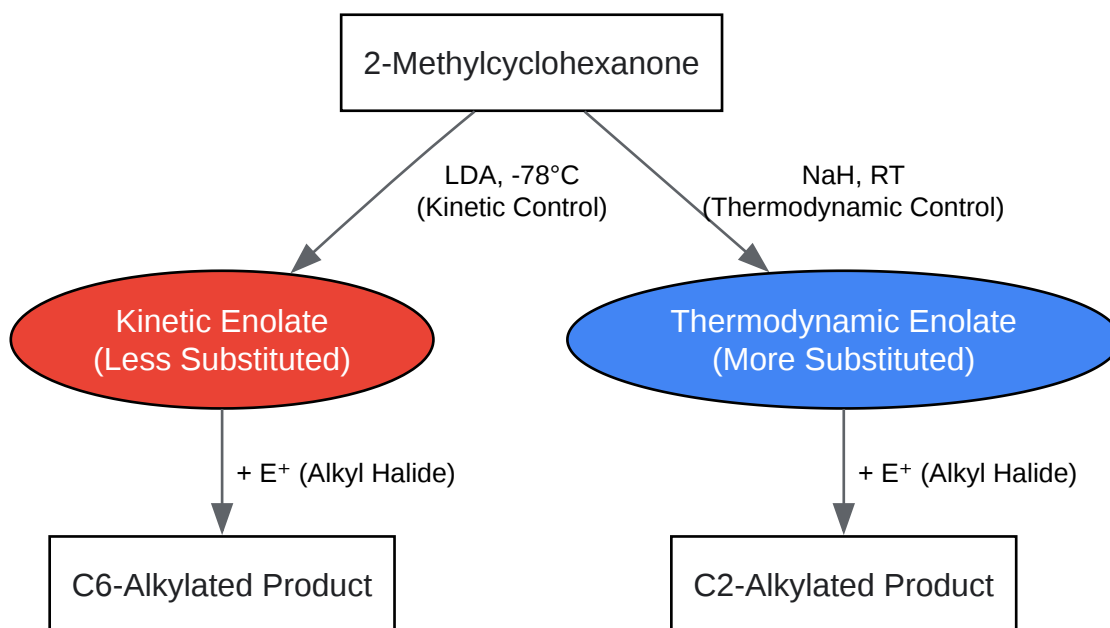 2-Methylcyclohexanone
LDA, -78°C
(Kinetic Control)
NaH, RT
(Thermodynamic Control)
Kinetic Enolate
(Less Substituted)
Thermodynamic Enolate
(More Substituted)
+ E⁺ (Alkyl Halide)
+ E⁺ (Alkyl Halide)
C6-Alkylated Product
C2-Alkylated Product